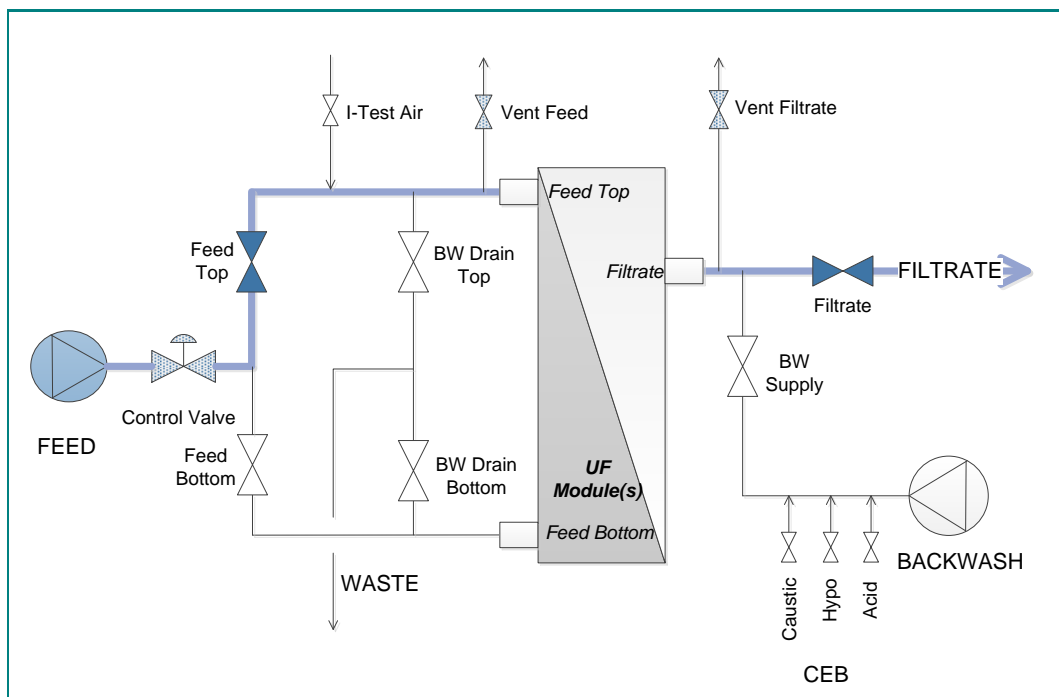 I-Test Air
Vent Feed
Vent Filtrate
Feed Top
Feed
Top
BW Drain
Top
Filtrate
FILTRATE
Filtrate
BW
Supply
Control Valve
FEED
Feed
Bottom
BW Drain
Bottom
UF
Module(s)
Feed Bottom
WASTE
BACKWASH
Caustic
Hypo
Acid
CEB